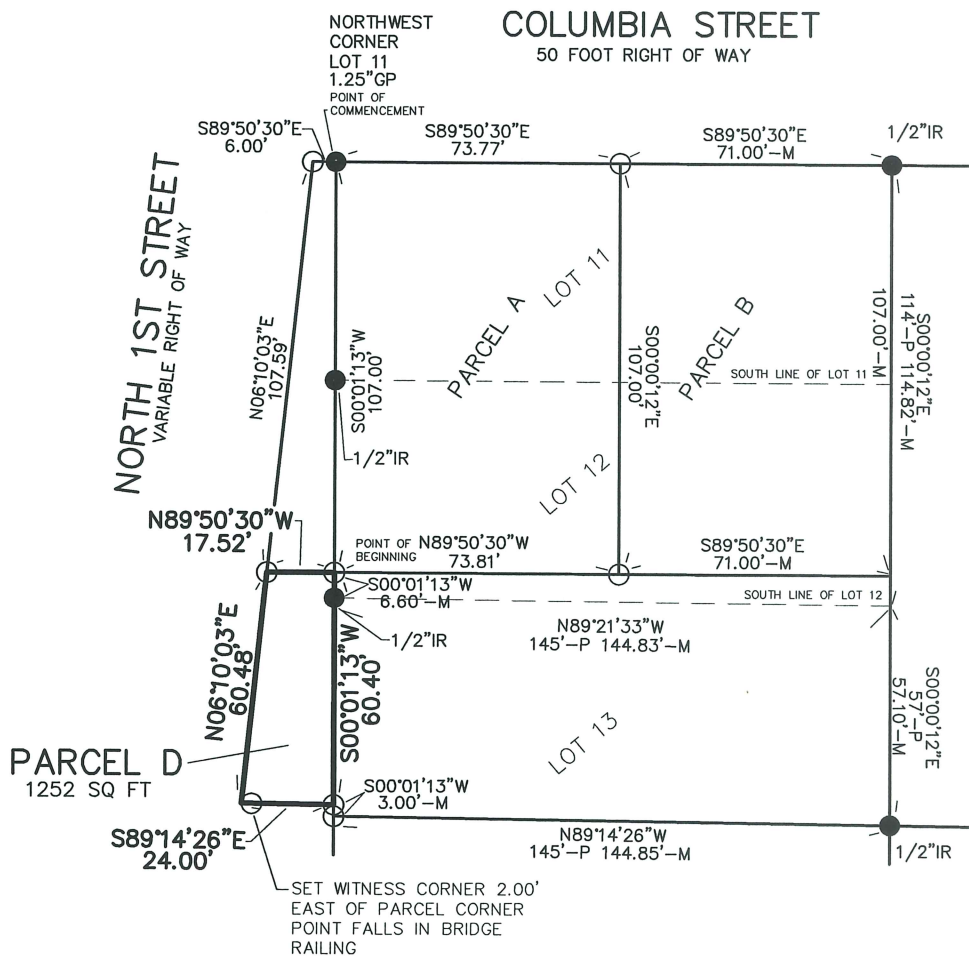 COLUMBIA STREET
50 FOOT RIGHT OF WAY
NORTHWEST
CORNER
LOT 11
1.25"GP
POINT OF
COMMENCEMENT
S89°50'30"E
6.00'
S89°50'30"E
73.77'
S89°50'30"E
71.00'-M
1/2"IR
NORTH 1ST STREET
VARIABLE RIGHT OF WAY
N06°10'03"E
107.59'
S00°01'13"W
107.00'
1/2"IR
PARCEL A
LOT 11
S00°00'12"E
107.00'
PARCEL B
SOUTH LINE OF LOT 11
107.00'-M
S00°00'12"E
114'-P 114.82'-M
LOT 12
N89°50'30"W
17.52'
POINT OF
BEGINNING
N89°50'30"W
73.81'
S89°50'30"E
71.00'-M
S00°01'13"W
6.60'-M
SOUTH LINE OF LOT 12
1/2"IR
N89°21'33"W
145'-P 144.83'-M
N06°10'03"E
60.48'
S00°01'13"W
60.40'
LOT 13
S00°00'12"E
57'-P
57.10'-M
PARCEL D
1252 SQ FT
S00°01'13"W
3.00'-M
S89°14'26"E
24.00'
N89°14'26"W
145'-P 144.85'-M
1/2"IR
SET WITNESS CORNER 2.00'
EAST OF PARCEL CORNER
POINT FALLS IN BRIDGE
RAILING